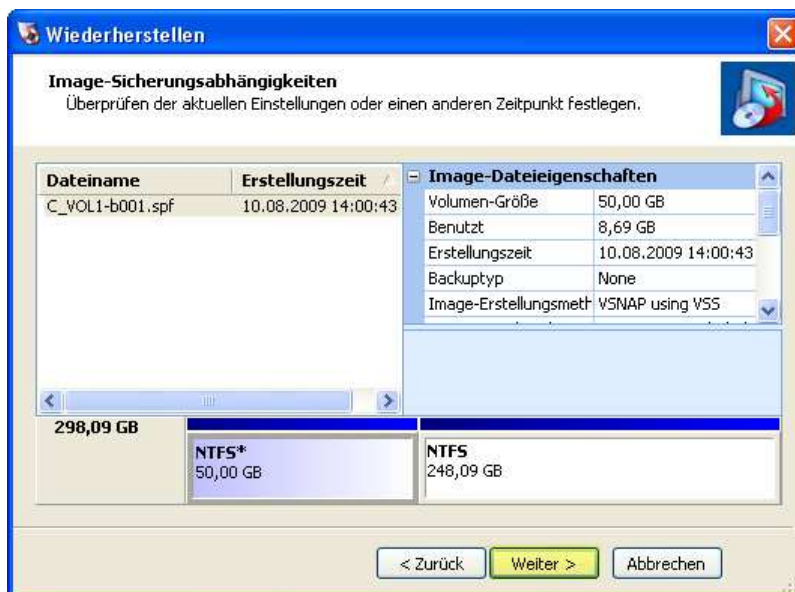 Wiederherstellen
Image-Sicherungsabhängigkeiten
Überprüfen der aktuellen Einstellungen oder einen anderen Zeitpunkt festlegen.
Dateiname Erstellungszeit
C_VOL1-b001.spf 10.08.2009 14:00:43
Image-Dateieigenschaften
Volumen-Größe 50,00 GB
Benutzt 8,69 GB
Erstellungszeit 10.08.2009 14:00:43
Backuptyp None
Image-Erstellungsmeth VSNAP using VSS
298,09 GB
NTFS*
50,00 GB
NTFS
248,09 GB
< Zurück Weiter > Abbrechen